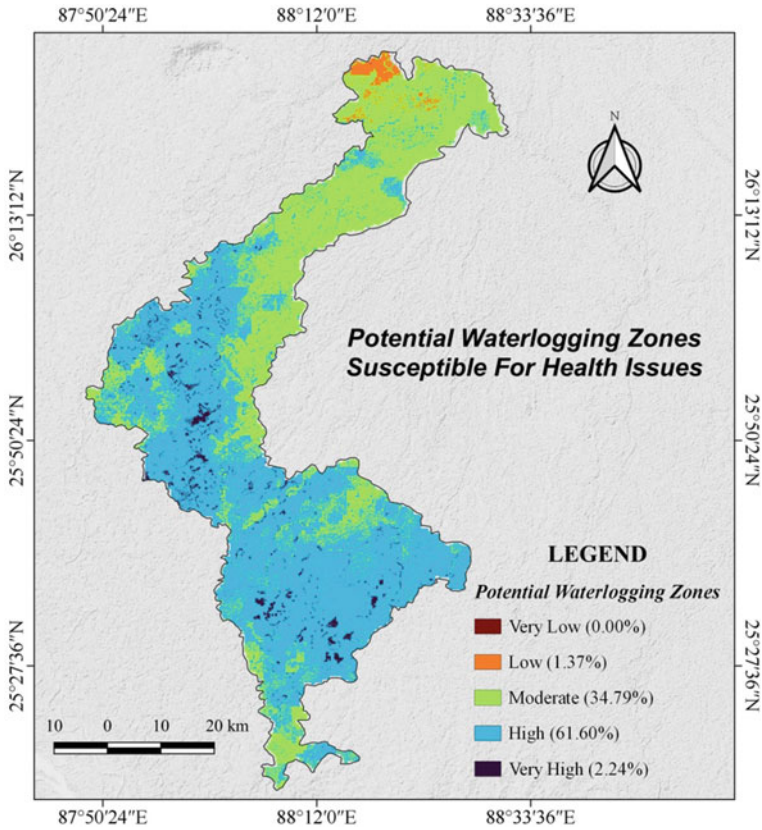 87°50'24"E 88°12'0"E 88°33'36"E
N
26°13'12"N 26°13'12"N
Potential Waterlogging Zones
Susceptible For Health Issues
25°50'24"N 25°50'24"N
LEGEND
Potential Waterlogging Zones
Very Low (0.00%)
Low (1.37%)
25°27'36"N 25°27'36"N
Moderate (34.79%)
High (61.60%)
Very High (2.24%)
10 0 10 20 km
87°50'24"E 88°12'0"E 88°33'36"E